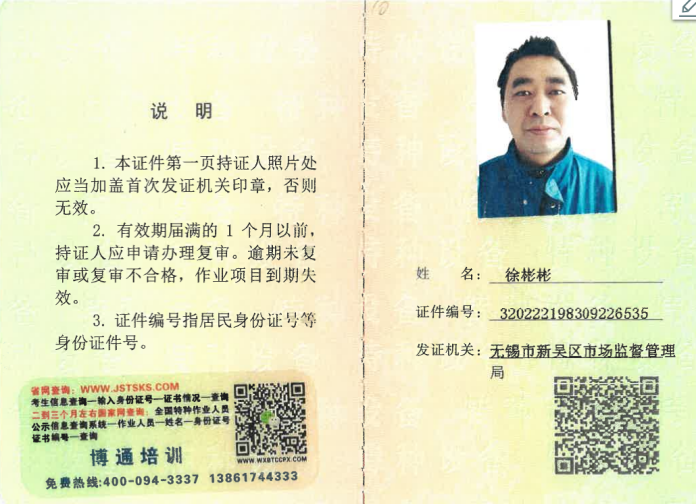 说 明
1. 本证件第一页持证人照片处
应当加盖首次发证机关印章，否则
无效。
2. 有效期届满的 1 个月以前，
持证人应申请办理复审。逾期未复
审或复审不合格，作业项目到期失
效。
3. 证件编号指居民身份证号等
身份证件号。
省网查询：WWW.JSTSKS.COM
考生信息查询—输入身份证号—证书情况—查询
二到三个月左右国家网查询：全国特种作业人员
公示信息查询系统—作业人员—姓名—身份证号
证书编号—查询
博通培训
WWW.WXBTCCPX.COM
免费热线:400-094-3337 13861744333
10
姓 名： 徐彬彬
证件编号： 320222198309226535
发证机关：无锡市新吴区市场监督管理
局